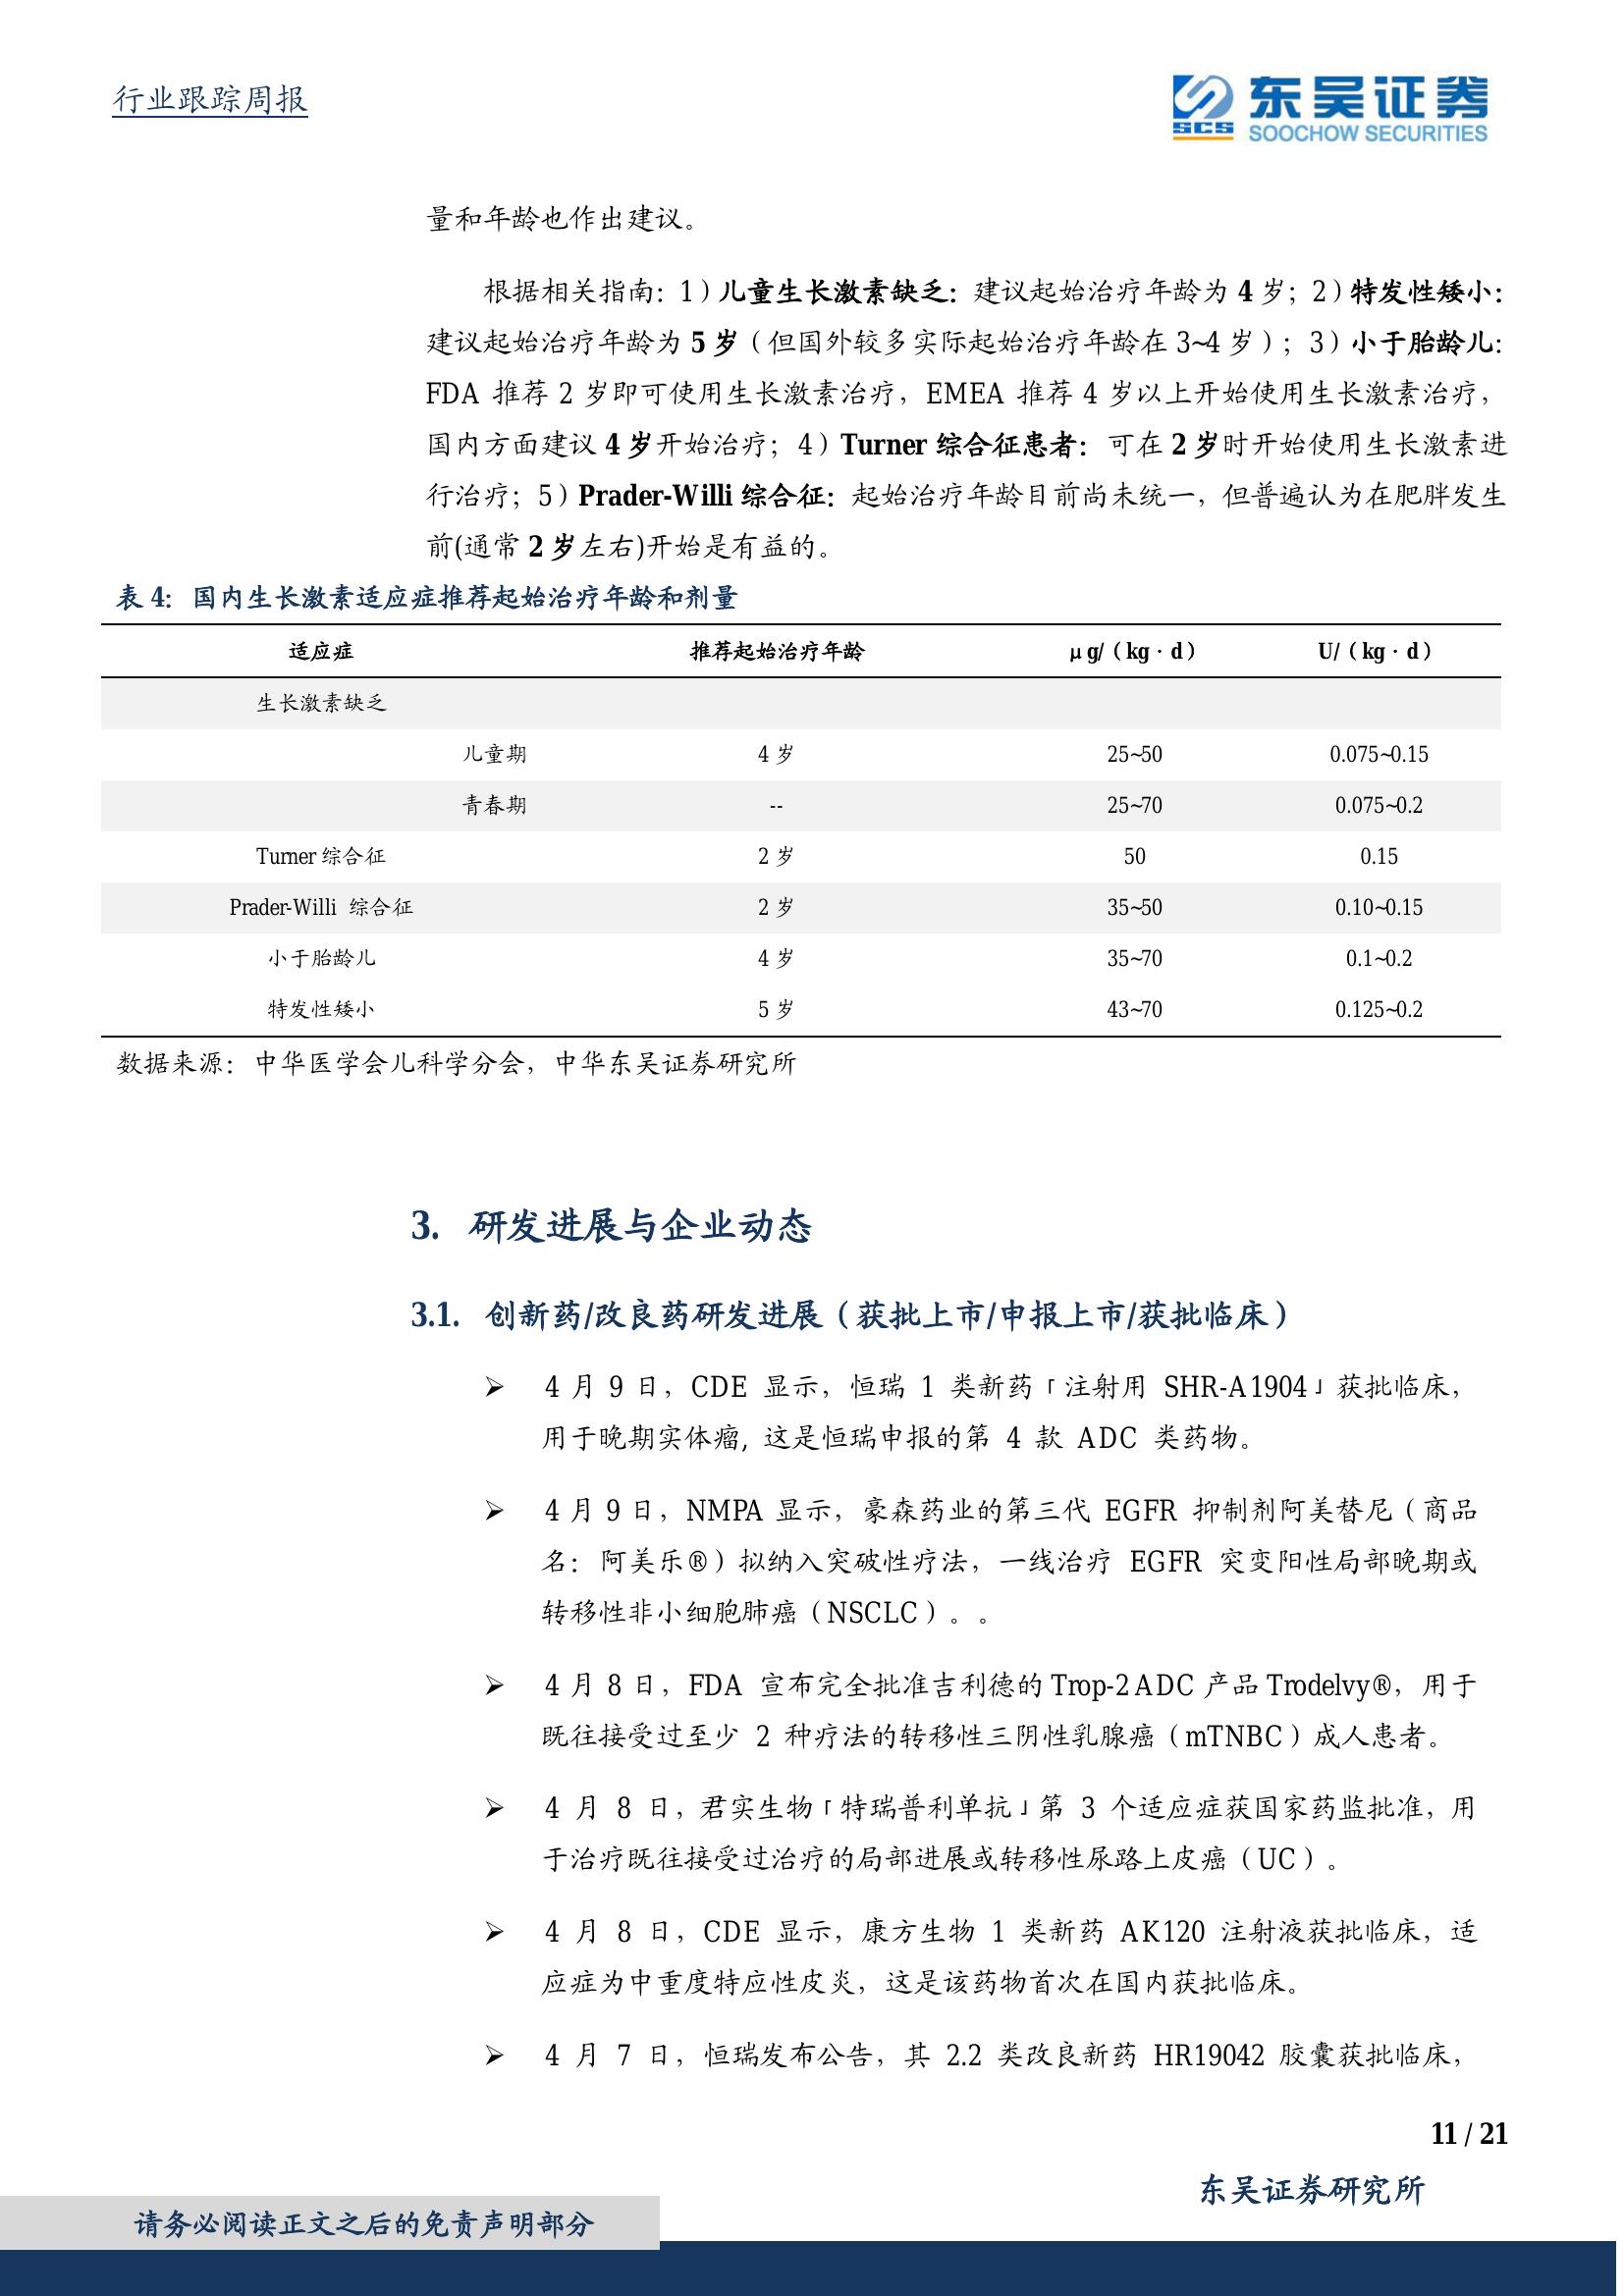 行业跟踪周报
SCS
东吴证券
SOOCHOW SECURITIES
量和年龄也作出建议。
根据相关指南：1）儿童生长激素缺乏：建议起始治疗年龄为 4 岁；2）特发性矮小：
建议起始治疗年龄为 5 岁（但国外较多实际起始治疗年龄在 3~4 岁）；3）小于胎龄儿：
FDA 推荐 2 岁即可使用生长激素治疗，EMEA 推荐 4 岁以上开始使用生长激素治疗，
国内方面建议 4 岁开始治疗；4）Turner 综合征患者：可在 2 岁时开始使用生长激素进
行治疗；5）Prader-Willi 综合征：起始治疗年龄目前尚未统一，但普遍认为在肥胖发生
前(通常 2 岁左右)开始是有益的。
表 4：国内生长激素适应症推荐起始治疗年龄和剂量
适应症 推荐起始治疗年龄 μg/（kg·d） U/（kg·d）
生长激素缺乏
儿童期 4 岁 25~50 0.075~0.15
青春期 -- 25~70 0.075~0.2
Turner 综合征 2 岁 50 0.15
Prader-Willi 综合征 2 岁 35~50 0.10~0.15
小于胎龄儿 4 岁 35~70 0.1~0.2
特发性矮小 5 岁 43~70 0.125~0.2
数据来源：中华医学会儿科学分会，中华东吴证券研究所
3. 研发进展与企业动态
3.1. 创新药/改良药研发进展（获批上市/申报上市/获批临床）
➢ 4 月 9 日，CDE 显示，恒瑞 1 类新药「注射用 SHR-A1904」获批临床，
用于晚期实体瘤, 这是恒瑞申报的第 4 款 ADC 类药物。
➢ 4 月 9 日，NMPA 显示，豪森药业的第三代 EGFR 抑制剂阿美替尼（商品
名： 阿美乐®）拟纳入突破性疗法，一线治疗 EGFR 突变阳性局部晚期或
转移性非小细胞肺癌（NSCLC）。。
➢ 4 月 8 日，FDA 宣布完全批准吉利德的 Trop-2 ADC 产品 Trodelvy®，用于
既往接受过至少 2 种疗法的转移性三阴性乳腺癌（mTNBC）成人患者。
➢ 4 月 8 日，君实生物「特瑞普利单抗」第 3 个适应症获国家药监批准，用
于治疗既往接受过治疗的局部进展或转移性尿路上皮癌（UC）。
➢ 4 月 8 日，CDE 显示，康方生物 1 类新药 AK120 注射液获批临床，适
应症为中重度特应性皮炎，这是该药物首次在国内获批临床。
➢ 4 月 7 日，恒瑞发布公告，其 2.2 类改良新药 HR19042 胶囊获批临床，
11 / 21
东吴证券研究所
请务必阅读正文之后的免责声明部分